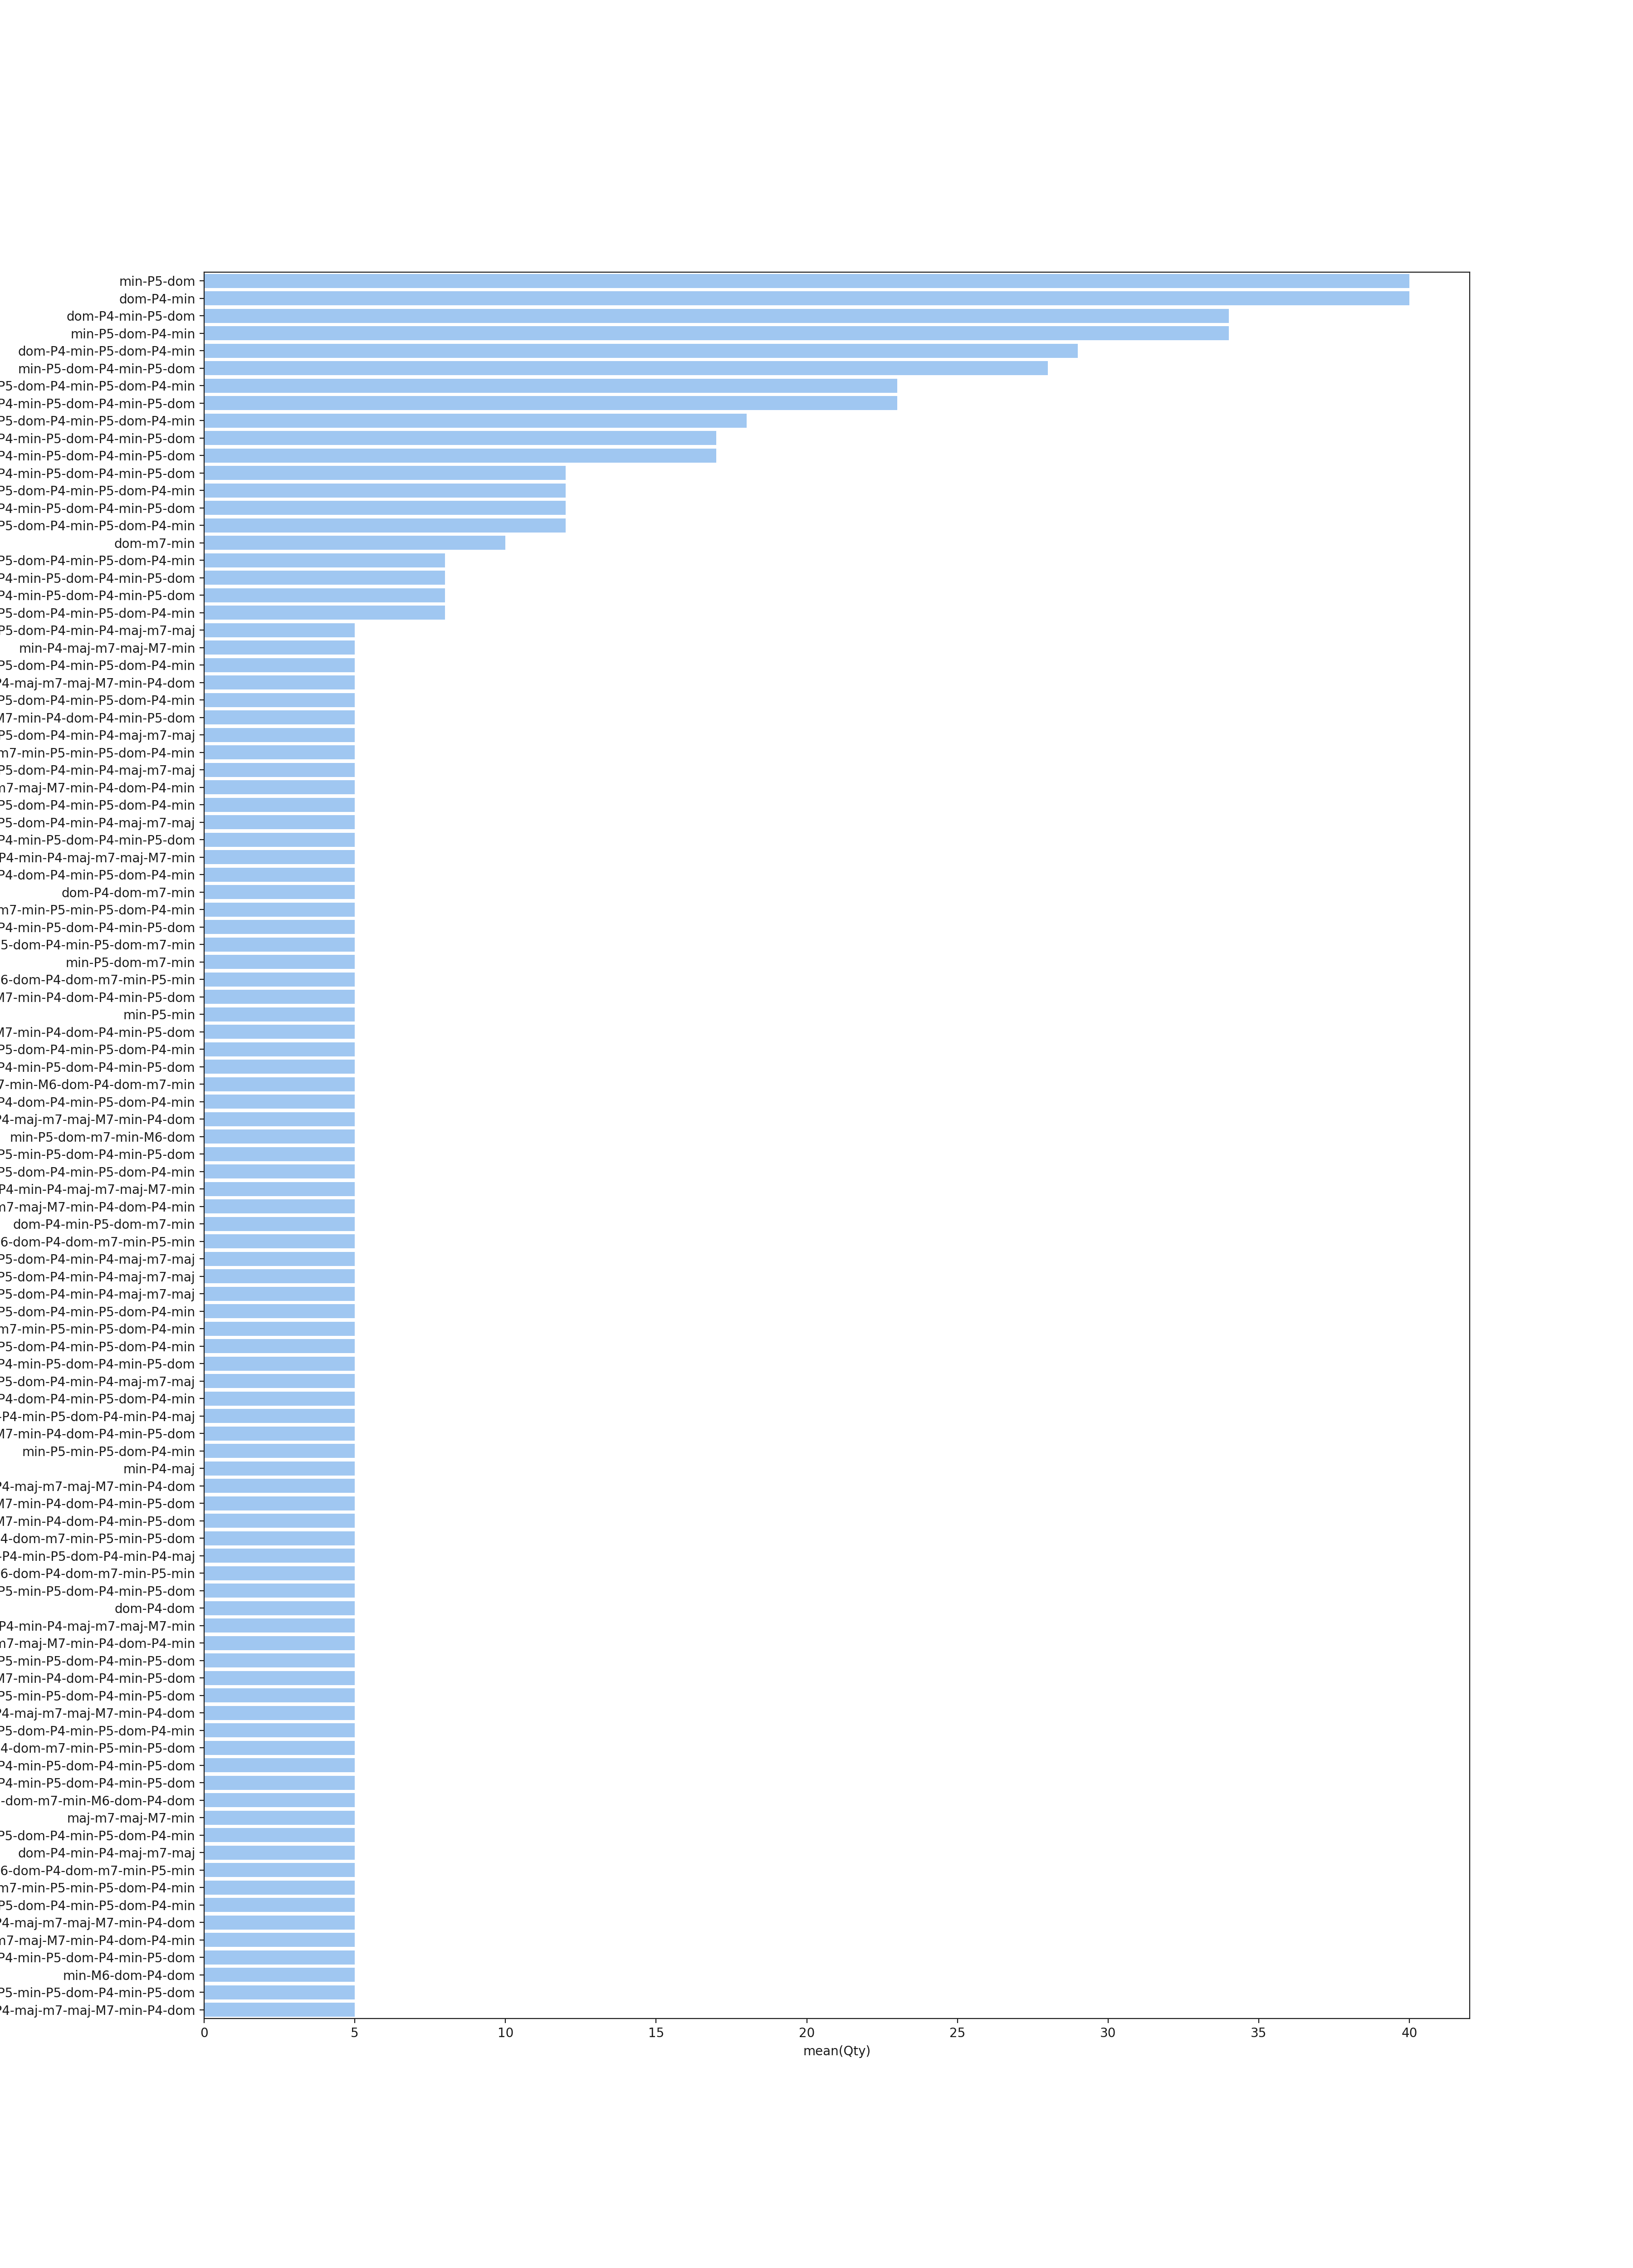 min-P5-dom
dom-P4-min
dom-P4-min-P5-dom
min-P5-dom-P4-min
dom-P4-min-P5-dom-P4-min
min-P5-dom-P4-min-P5-dom
P5-dom-P4-min-P5-dom-P4-min
P4-min-P5-dom-P4-min-P5-dom
P5-dom-P4-min-P5-dom-P4-min
P4-min-P5-dom-P4-min-P5-dom
P4-min-P5-dom-P4-min-P5-dom
P4-min-P5-dom-P4-min-P5-dom
P5-dom-P4-min-P5-dom-P4-min
P4-min-P5-dom-P4-min-P5-dom
P5-dom-P4-min-P5-dom-P4-min
dom-m7-min
P5-dom-P4-min-P5-dom-P4-min
P4-min-P5-dom-P4-min-P5-dom
P4-min-P5-dom-P4-min-P5-dom
P5-dom-P4-min-P5-dom-P4-min
P5-dom-P4-min-P4-maj-m7-maj
min-P4-maj-m7-maj-M7-min
P5-dom-P4-min-P5-dom-P4-min
P4-maj-m7-maj-M7-min-P4-dom
P5-dom-P4-min-P5-dom-P4-min
M7-min-P4-dom-P4-min-P5-dom
P5-dom-P4-min-P4-maj-m7-maj
m7-min-P5-min-P5-dom-P4-min
P5-dom-P4-min-P4-maj-m7-maj
m7-maj-M7-min-P4-dom-P4-min
P5-dom-P4-min-P5-dom-P4-min
P5-dom-P4-min-P4-maj-m7-maj
P4-min-P5-dom-P4-min-P5-dom
P4-min-P4-maj-m7-maj-M7-min
P4-dom-P4-min-P5-dom-P4-min
dom-P4-dom-m7-min
m7-min-P5-min-P5-dom-P4-min
P4-min-P5-dom-P4-min-P5-dom
5-dom-P4-min-P5-dom-m7-min
min-P5-dom-m7-min
6-dom-P4-dom-m7-min-P5-min
M7-min-P4-dom-P4-min-P5-dom
min-P5-min
M7-min-P4-dom-P4-min-P5-dom
P5-dom-P4-min-P5-dom-P4-min
P4-min-P5-dom-P4-min-P5-dom
7-min-M6-dom-P4-dom-m7-min
P4-dom-P4-min-P5-dom-P4-min
P4-maj-m7-maj-M7-min-P4-dom
min-P5-dom-m7-min-M6-dom
P5-min-P5-dom-P4-min-P5-dom
P5-dom-P4-min-P5-dom-P4-min
P4-min-P4-maj-m7-maj-M7-min
m7-maj-M7-min-P4-dom-P4-min
dom-P4-min-P5-dom-m7-min
6-dom-P4-dom-m7-min-P5-min
P5-dom-P4-min-P4-maj-m7-maj
P5-dom-P4-min-P4-maj-m7-maj
P5-dom-P4-min-P4-maj-m7-maj
P5-dom-P4-min-P5-dom-P4-min
m7-min-P5-min-P5-dom-P4-min
P5-dom-P4-min-P5-dom-P4-min
P4-min-P5-dom-P4-min-P5-dom
P5-dom-P4-min-P4-maj-m7-maj
P4-dom-P4-min-P5-dom-P4-min
-P4-min-P5-dom-P4-min-P4-maj
M7-min-P4-dom-P4-min-P5-dom
min-P5-min-P5-dom-P4-min
min-P4-maj
P4-maj-m7-maj-M7-min-P4-dom
M7-min-P4-dom-P4-min-P5-dom
M7-min-P4-dom-P4-min-P5-dom
4-dom-m7-min-P5-min-P5-dom
-P4-min-P5-dom-P4-min-P4-maj
6-dom-P4-dom-m7-min-P5-min
P5-min-P5-dom-P4-min-P5-dom
dom-P4-dom
P4-min-P4-maj-m7-maj-M7-min
m7-maj-M7-min-P4-dom-P4-min
P5-min-P5-dom-P4-min-P5-dom
M7-min-P4-dom-P4-min-P5-dom
P5-min-P5-dom-P4-min-P5-dom
P4-maj-m7-maj-M7-min-P4-dom
P5-dom-P4-min-P5-dom-P4-min
4-dom-m7-min-P5-min-P5-dom
P4-min-P5-dom-P4-min-P5-dom
P4-min-P5-dom-P4-min-P5-dom
-dom-m7-min-M6-dom-P4-dom
maj-m7-maj-M7-min
P5-dom-P4-min-P5-dom-P4-min
dom-P4-min-P4-maj-m7-maj
6-dom-P4-dom-m7-min-P5-min
m7-min-P5-min-P5-dom-P4-min
P5-dom-P4-min-P5-dom-P4-min
P4-maj-m7-maj-M7-min-P4-dom
m7-maj-M7-min-P4-dom-P4-min
P4-min-P5-dom-P4-min-P5-dom
min-M6-dom-P4-dom
P5-min-P5-dom-P4-min-P5-dom
P4-maj-m7-maj-M7-min-P4-dom
0 5 10 15 20 25 30 35 40
mean(Qty)